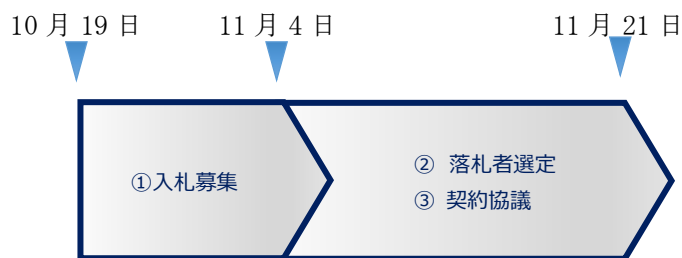 10 月 19 日 11 月 4 日 11 月 21 日
①入札募集
② 落札者選定
③ 契約協議